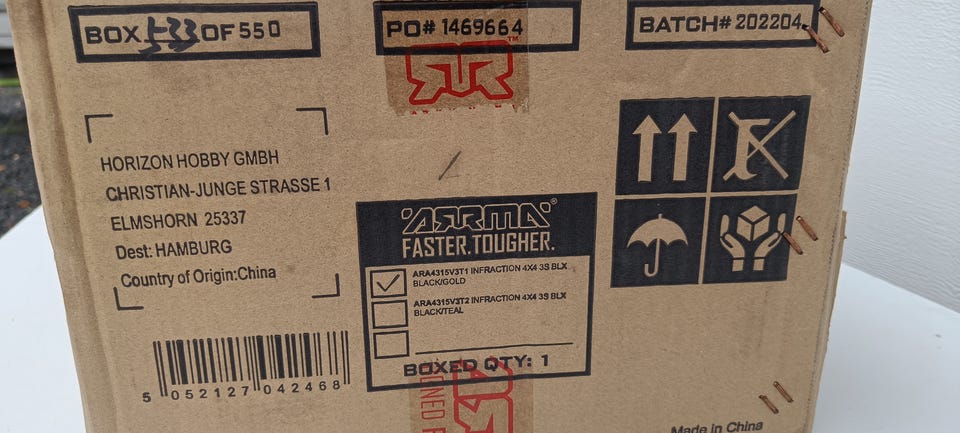 BOX 533 OF 550
PO# 1469664
BATCH# 202204
HORIZON HOBBY GMBH
CHRISTIAN-JUNGE STRASSE 1
ELMSHORN 25337
Dest: HAMBURG
Country of Origin:China
5 052127 042468
ARRMA®
FASTER.TOUGHER.
ARA4315V3T1 INFRACTION 4X4 3S BLX
BLACK/GOLD
ARA4315V3T2 INFRACTION 4X4 3S BLX
BLACK/TEAL
BOXED QTY: 1
Made in China